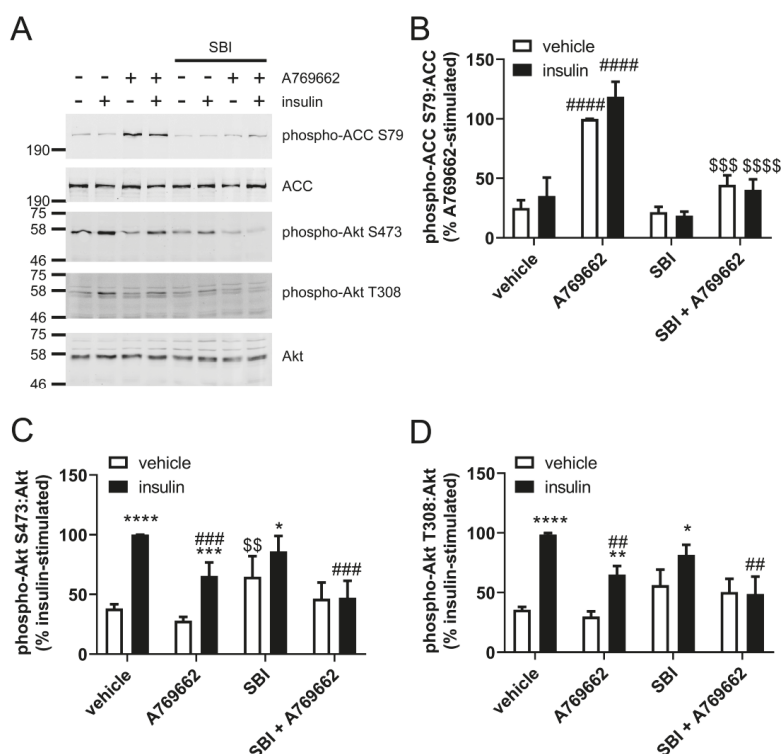 A
SBI
- - + + - - + + A769662
- + - + - + - + insulin
190 phospho-ACC S79
190 ACC
75
58 phospho-Akt S473
46
75
58 phospho-Akt T308
46
75
58 Akt
46
B
phospho-ACC S79:ACC
(% A769662-stimulated)
vehicle
insulin
150
100
50
0
####
####
$$$ $$$$
vehicle
A769662
SBI
SBI + A769662
C
phospho-Akt S473:Akt
(% insulin-stimulated)
vehicle
insulin
150
100
50
0
****
###
***
$$
*
###
vehicle
A769662
SBI
SBI + A769662
D
phospho-Akt T308:Akt
(% insulin-stimulated)
vehicle
insulin
150
100
50
0
****
##
**
*
##
vehicle
A769662
SBI
SBI + A769662